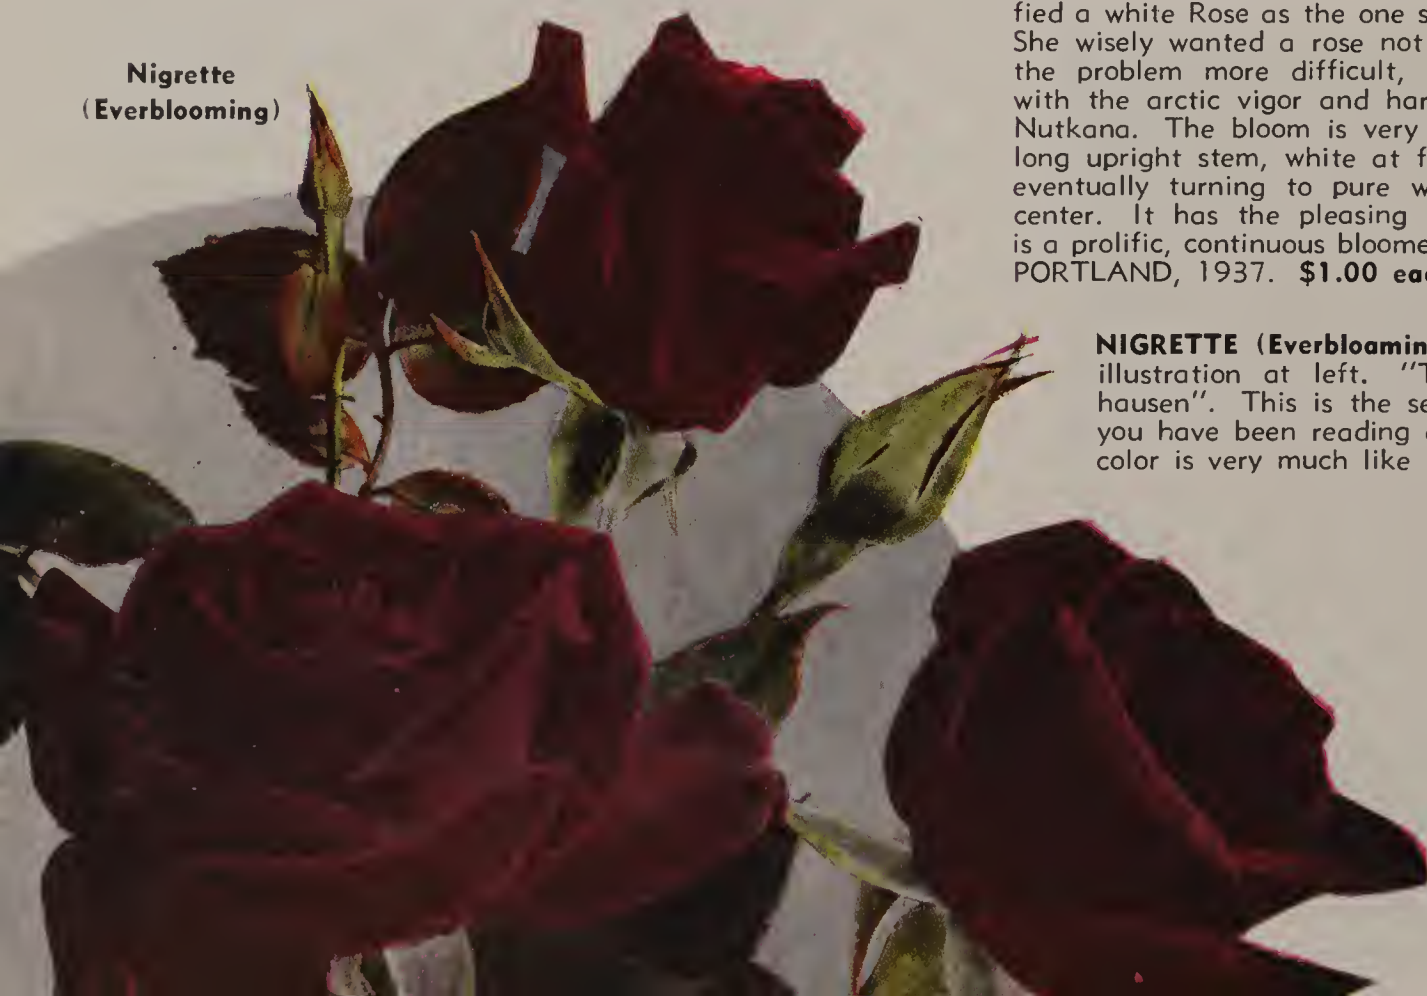 Nigrette
(Everblooming)
fied a white Rose as the one s
She wisely wanted a rose not
the problem more difficult,
with the arctic vigor and har
Nutkana. The bloom is very
long upright stem, white at f
eventually turning to pure w
center. It has the pleasing
is a prolific, continuous bloome
PORTLAND, 1937. $1.00 eac
NIGRETTE (Everbloomin
illustration at left. "T
hausen". This is the se
you have been reading
color is very much like